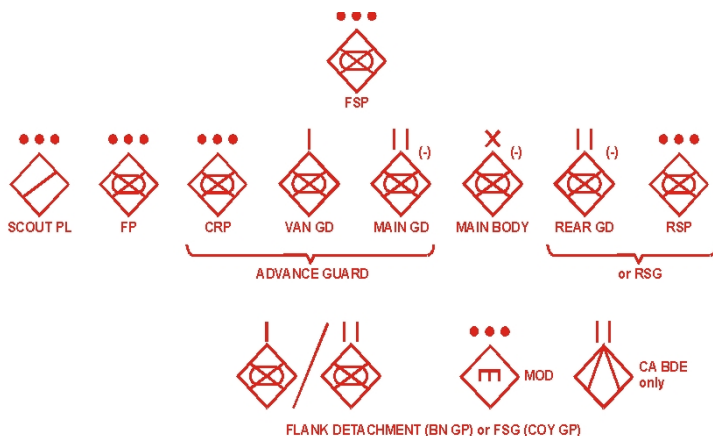 FSP
(-) (-) (-)
SCOUT PL FP CRP VAN GD MAIN GD MAIN BODY REAR GD RSP
ADVANCE GUARD or RSG
MOD
CA BDE
only
FLANK DETACHMENT (BN GP) or FSG (COY GP)